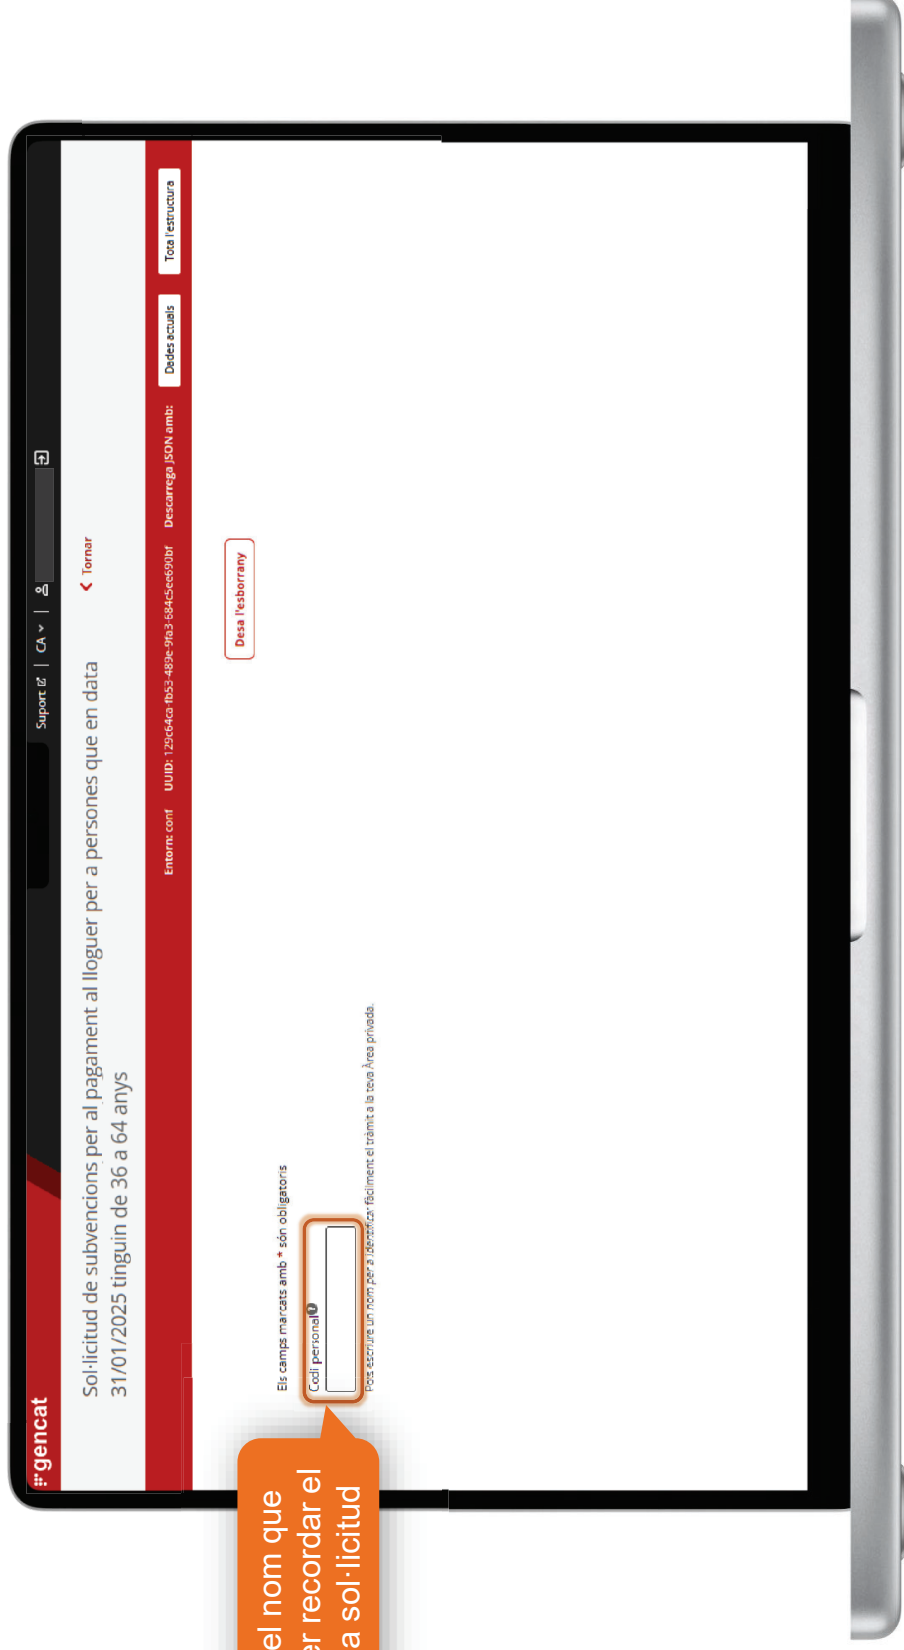 gencat
Suport | CA |
Sol·licitud de subvencions per al pagament al lloguer per a persones que en data
31/01/2025 tinguin de 36 a 64 anys
Tornar
Entorn: conf UUID: 129c64ca-fb53-489e-9fa3-684c5ee690bf Descarrega JSON amb: Dades actuals Tota l'estructura
Desa l'esborrany
Els camps marcats amb * són obligatoris
Codi personal
Pots escriure un nom per a identificar fàcilment el tràmit a la teva Àrea privada.
el nom que
er recordar el
a sol·licitud